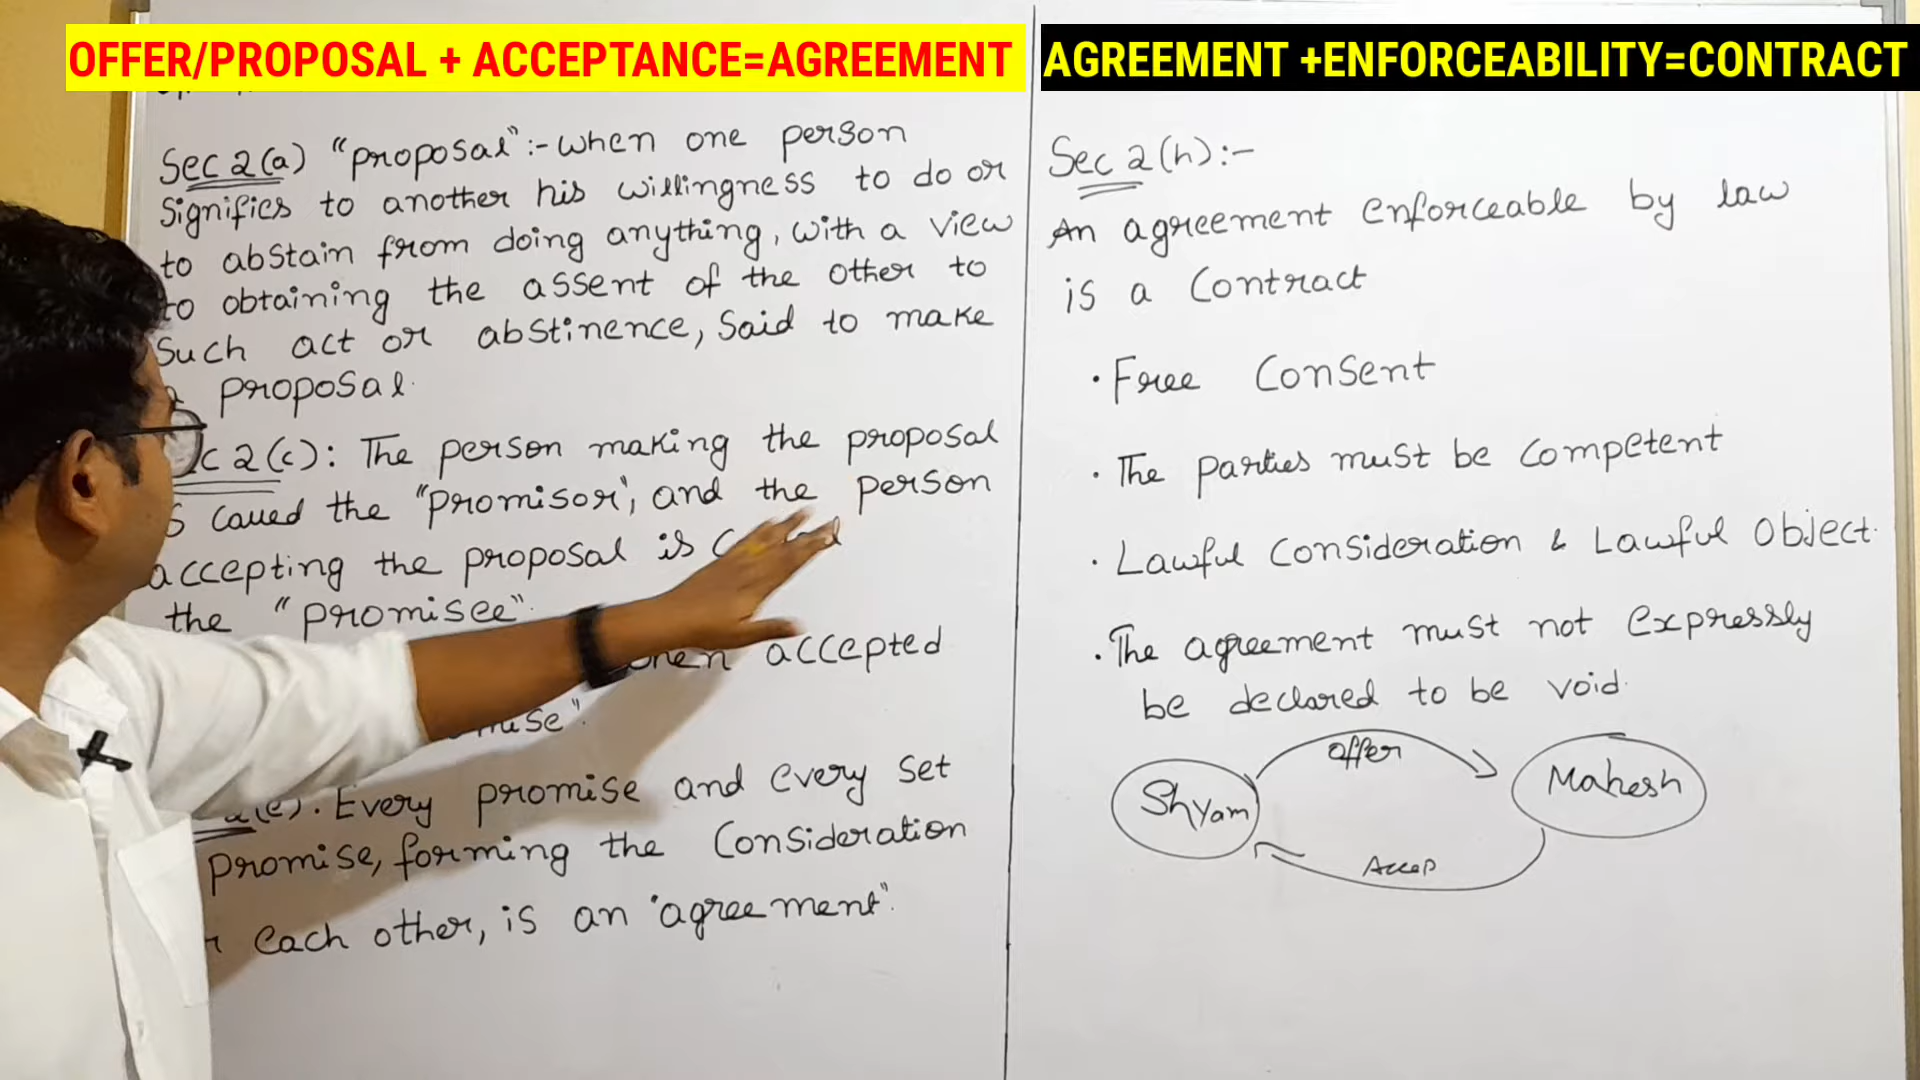 OFFER/PROPOSAL + ACCEPTANCE=AGREEMENT
AGREEMENT +ENFORCEABILITY=CONTRACT
Sec 2(a) "proposal":- when one person
Signifies to another his willingness to do or
to abstain from doing anything, with a view
to obtaining the assent of the other to
Such act or abstinence, Said to make
a proposal.
c 2(c): The person making the proposal
s called the "promisor", and the person
accepting the proposal is
the "promisee".
when accepted
mise".
2(e). Every promise and every set
promise, forming the Consideration
r each other, is an "agreement".
Sec 2(h):-
An agreement enforceable by law
is a Contract
• Free Consent
• The parties must be competent
• Lawful Consideration & Lawful Object.
• The agreement must not expressly
be declared to be void.
Offer
Shyam
Mahesh
Accep